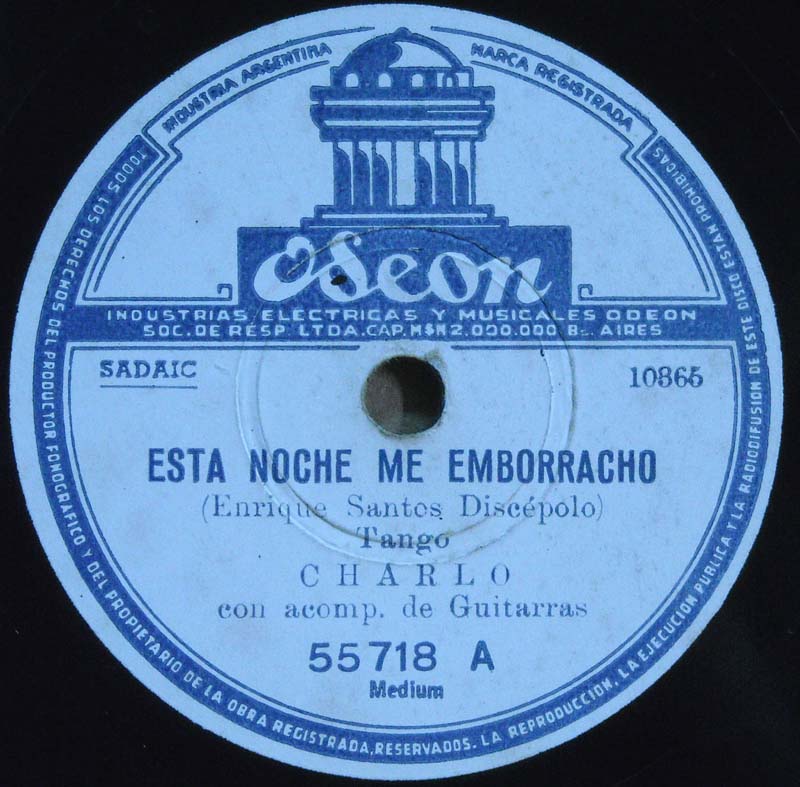 INDUSTRIA ARGENTINA
MARCA REGISTRADA
Odeon
INDUSTRIAS ELECTRICAS Y MUSICALES ODEON
SOC. DE RESP. LTDA. CAP. M$N 2.000.000 Bs. AIRES
SADAIC
10865
ESTA NOCHE ME EMBORRACHO
(Enrique Santos Discépolo)
Tango
CHARLO
con acomp. de Guitarras
55718 A
Medium
TODOS LOS DERECHOS DEL PRODUCTOR FONOGRAFICO Y DEL PROPIETARIO DE LA OBRA REGISTRADA, RESERVADOS. LA REPRODUCCION, LA EJECUCION PUBLICA Y LA RADIODIFUSION DE ESTE DISCO ESTAN PROHIBIDAS